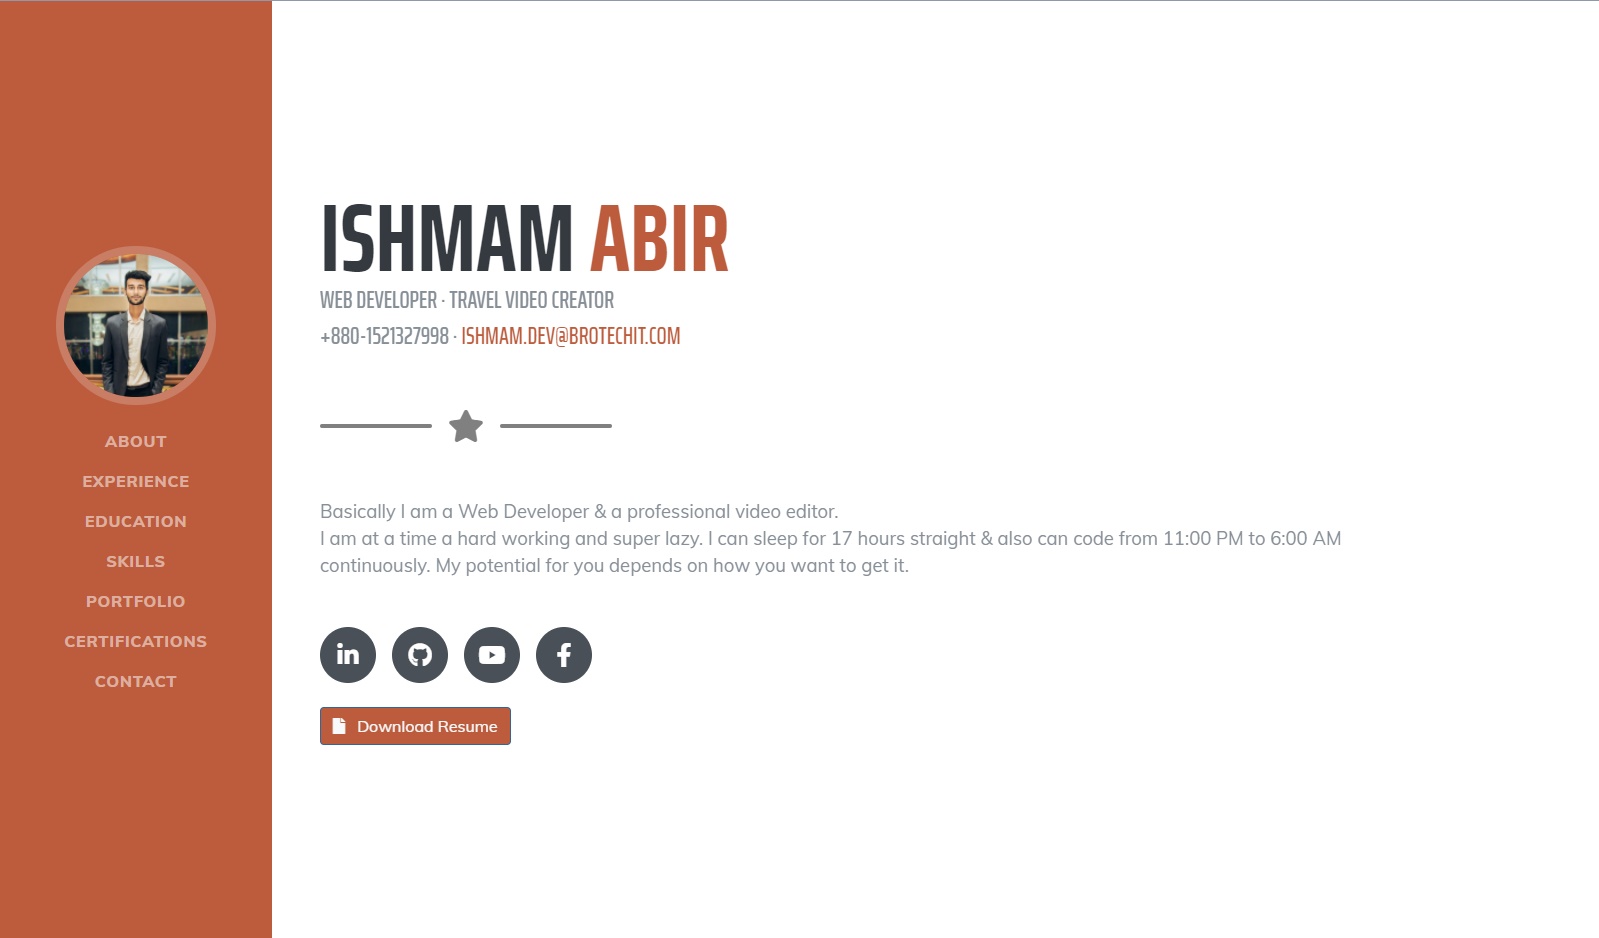 ABOUT
EXPERIENCE
EDUCATION
SKILLS
PORTFOLIO
CERTIFICATIONS
CONTACT
ISHMAM ABIR
WEB DEVELOPER · TRAVEL VIDEO CREATOR
+880-1521327998 · ISHMAM.DEV@BROTECHIT.COM
Basically I am a Web Developer & a professional video editor.
I am at a time a hard working and super lazy. I can sleep for 17 hours straight & also can code from 11:00 PM to 6:00 AM
continuously. My potential for you depends on how you want to get it.
in
Download Resume